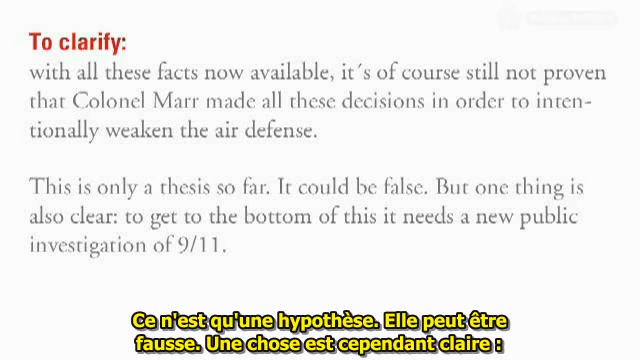 To clarify:
with all these facts now available, it´s of course still not proven
that Colonel Marr made all these decisions in order to inten-
tionally weaken the air defense.
This is only a thesis so far. It could be false. But one thing is
also clear: to get to the bottom of this it needs a new public
investigation of 9/11.
Ce n'est qu'une hypothèse. Elle peut être
fausse. Une chose est cependant claire :